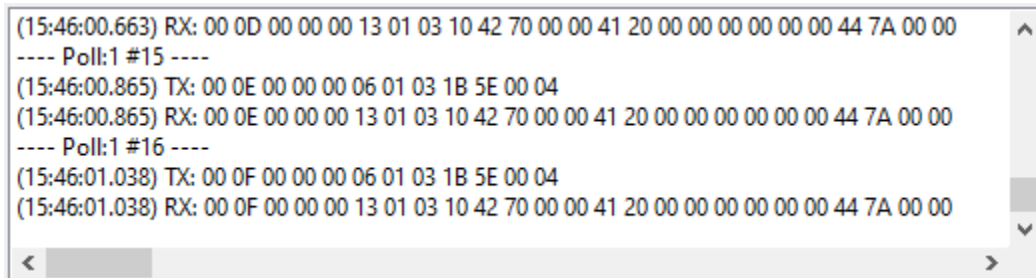 (15:46:00.663) RX: 00 0D 00 00 00 13 01 03 10 42 70 00 00 41 20 00 00 00 00 00 00 44 7A 00 00
---- Poll:1 #15 ----
(15:46:00.865) TX: 00 0E 00 00 00 06 01 03 1B 5E 00 04
(15:46:00.865) RX: 00 0E 00 00 00 13 01 03 10 42 70 00 00 41 20 00 00 00 00 00 00 44 7A 00 00
---- Poll:1 #16 ----
(15:46:01.038) TX: 00 0F 00 00 00 06 01 03 1B 5E 00 04
(15:46:01.038) RX: 00 0F 00 00 00 13 01 03 10 42 70 00 00 41 20 00 00 00 00 00 00 44 7A 00 00